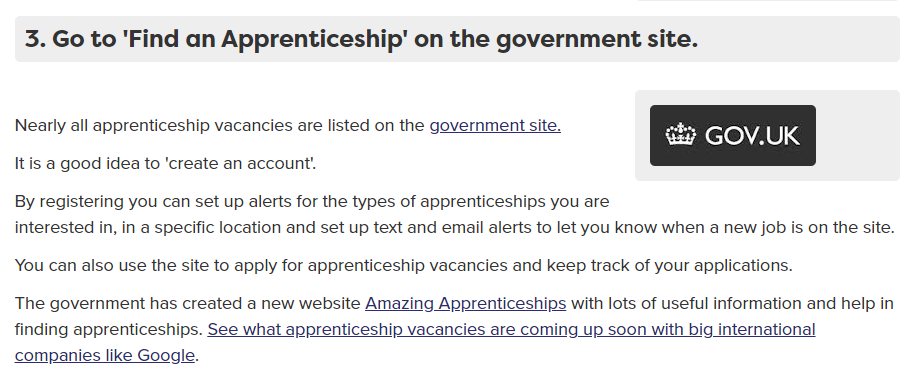 3. Go to 'Find an Apprenticeship' on the government site.
GOV.UK
Nearly all apprenticeship vacancies are listed on the government site.
It is a good idea to 'create an account'.
By registering you can set up alerts for the types of apprenticeships you are
interested in, in a specific location and set up text and email alerts to let you know when a new job is on the site.
You can also use the site to apply for apprenticeship vacancies and keep track of your applications.
The government has created a new website Amazing Apprenticeships with lots of useful information and help in
finding apprenticeships. See what apprenticeship vacancies are coming up soon with big international
companies like Google.